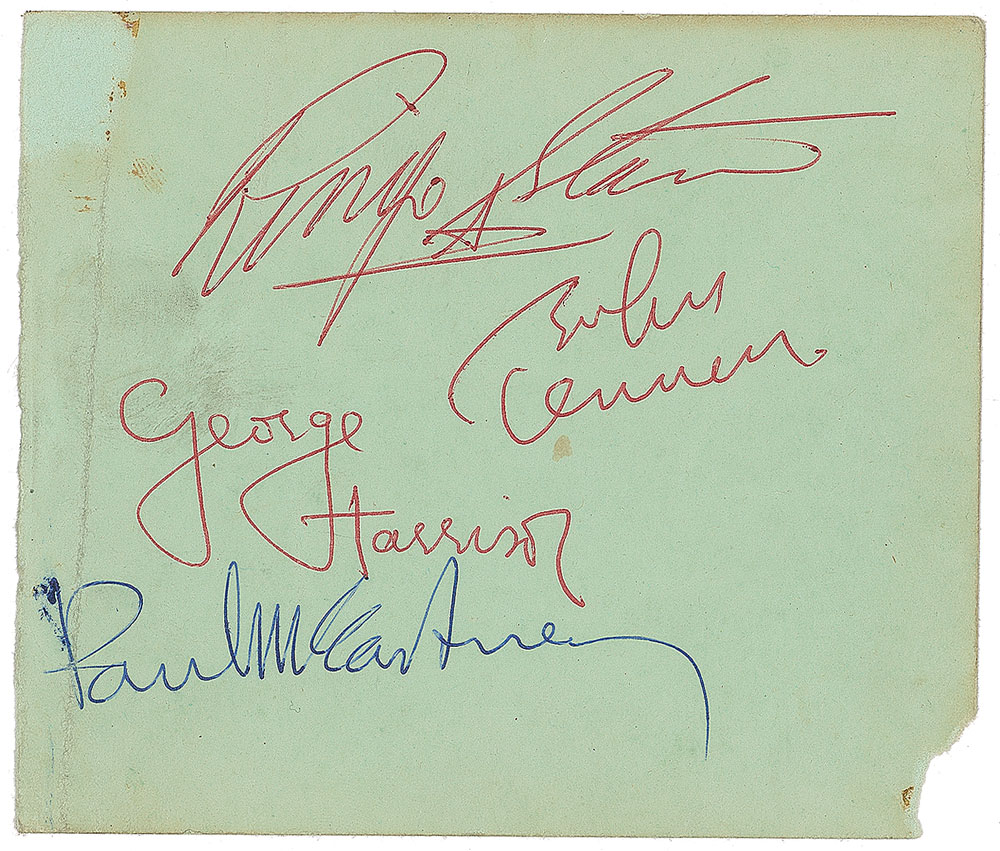 Ringo Starr
John
Lennon
George
Harrison
Paul McCartney